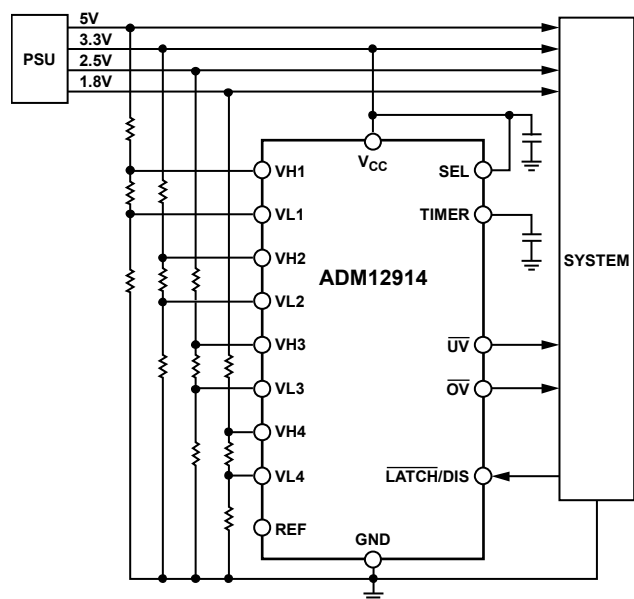 5V
3.3V
PSU
2.5V
1.8V
VCC
VH1
SEL
VL1
TIMER
VH2
SYSTEM
ADM12914
VL2
VH3
UV
VL3
OV
VH4
VL4
LATCH/DIS
REF
GND